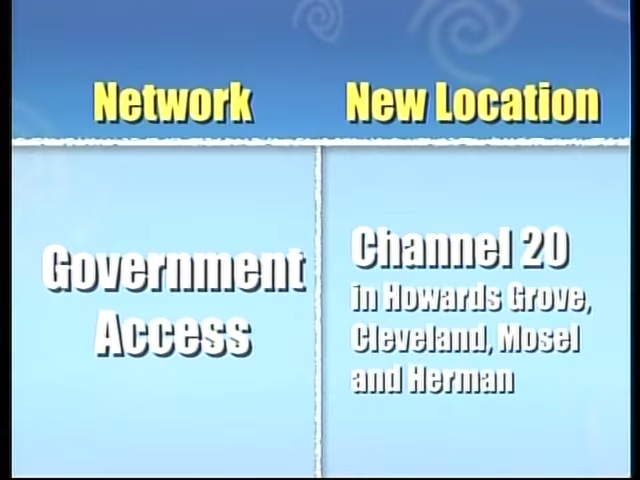 Network
New Location
Government
Access
Channel 20
in Howards Grove,
Cleveland, Mosel
and Herman